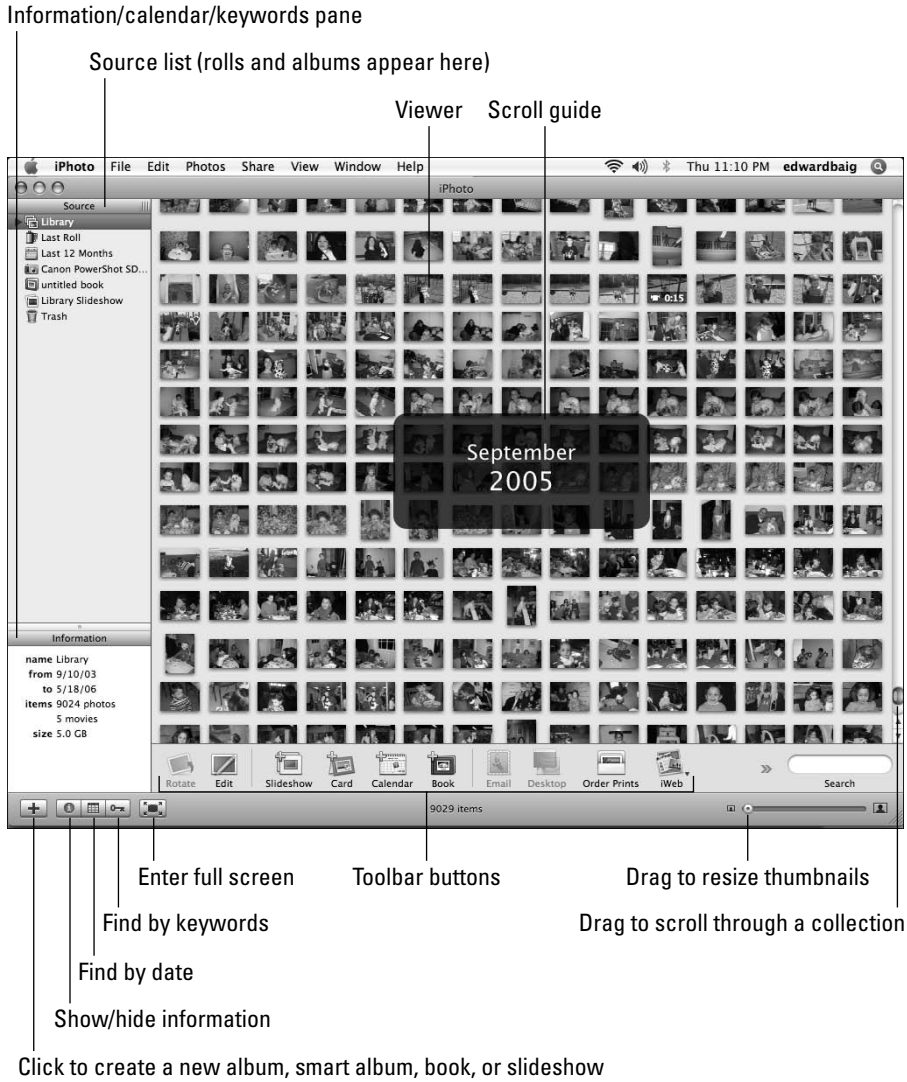 Information/calendar/keywords pane
Source list (rolls and albums appear here)
Viewer Scroll guide
iPhoto File Edit Photos Share View Window Help Thu 11:10 PM edwardbaig
iPhoto
Source
Library
Last Roll
Last 12 Months
Canon PowerShot SD...
untitled book
Library Slideshow
Trash
0:15
September
2005
Information
name Library
from 9/10/03
to 5/18/06
items 9024 photos
5 movies
size 5.0 GB
Rotate Edit Slideshow Card Calendar Book Email Desktop Order Prints iWeb Search
9029 items
Enter full screen Toolbar buttons Drag to resize thumbnails
Find by keywords Drag to scroll through a collection
Find by date
Show/hide information
Click to create a new album, smart album, book, or slideshow